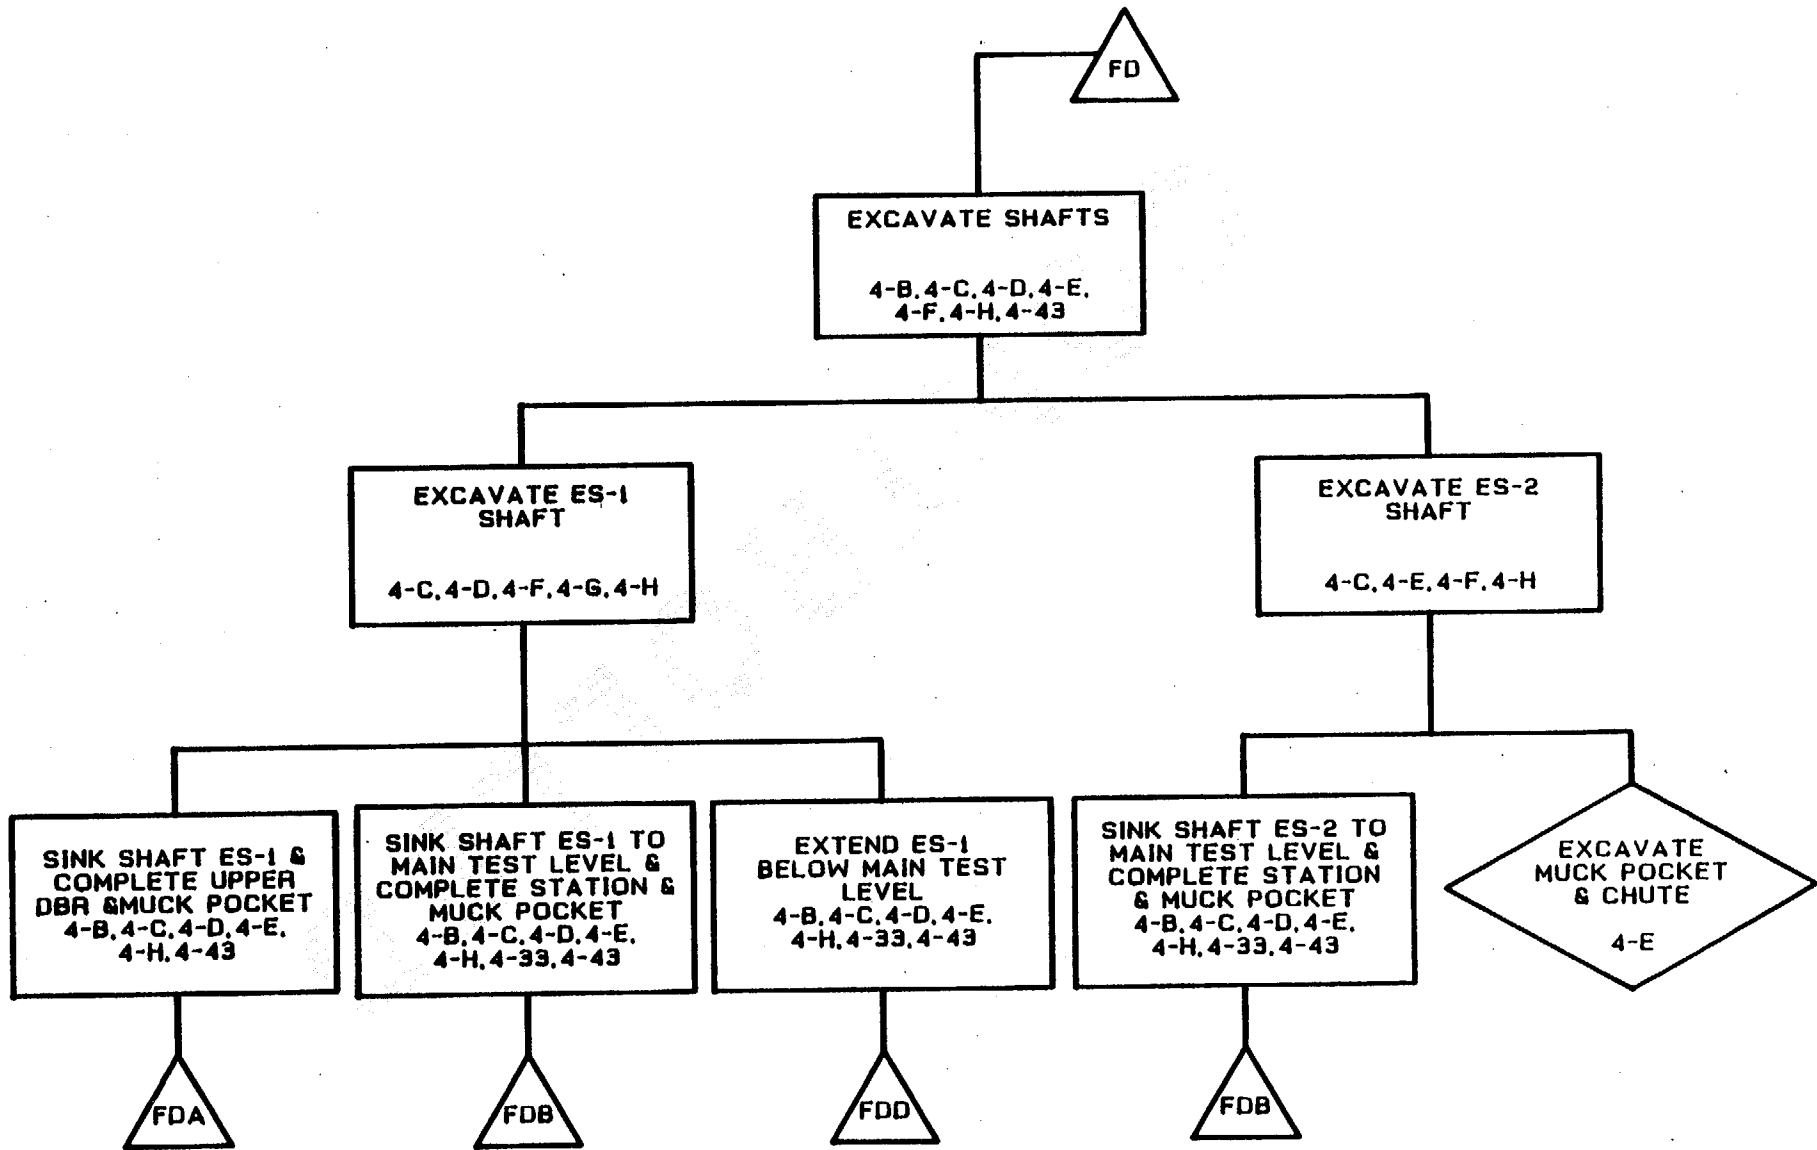 FD
EXCAVATE SHAFTS
4-B,4-C,4-D,4-E,
4-F,4-H,4-43
EXCAVATE ES-1
SHAFT
4-C,4-D,4-F,4-G,4-H
EXCAVATE ES-2
SHAFT
4-C,4-E,4-F,4-H
SINK SHAFT ES-1 &
COMPLETE UPPER
DBR &MUCK POCKET
4-B,4-C,4-D,4-E,
4-H,4-43
SINK SHAFT ES-1 TO
MAIN TEST LEVEL &
COMPLETE STATION &
MUCK POCKET
4-B,4-C,4-D,4-E,
4-H,4-33,4-43
EXTEND ES-1
BELOW MAIN TEST
LEVEL
4-B,4-C,4-D,4-E,
4-H,4-33,4-43
SINK SHAFT ES-2 TO
MAIN TEST LEVEL &
COMPLETE STATION
& MUCK POCKET
4-B,4-C,4-D,4-E,
4-H,4-33,4-43
EXCAVATE
MUCK POCKET
& CHUTE
4-E
FDA
FDB
FDD
FDB